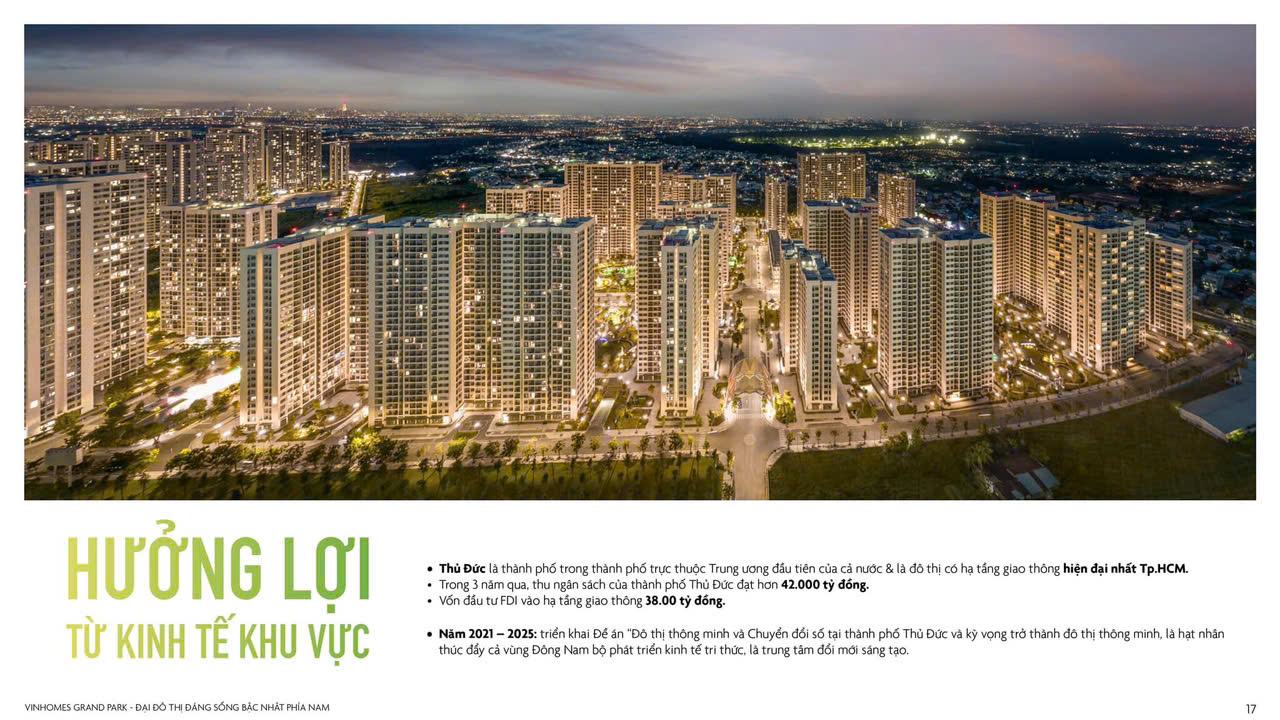 HƯỞNG LỢI
TỪ KINH TẾ KHU VỰC
• Thủ Đức là thành phố trong thành phố trực thuộc Trung ương đầu tiên của cả nước & là đô thị có hạ tầng giao thông hiện đại nhất Tp.HCM.
• Trong 3 năm qua, thu ngân sách của thành phố Thủ Đức đạt hơn 42.000 tỷ đồng.
• Vốn đầu tư FDI vào hạ tầng giao thông 38.00 tỷ đồng.
• Năm 2021 – 2025: triển khai Đề án "Đô thị thông minh và Chuyển đổi số tại thành phố Thủ Đức và kỳ vọng trở thành đô thị thông minh, là hạt nhân
thúc đẩy cả vùng Đông Nam bộ phát triển kinh tế tri thức, là trung tâm đổi mới sáng tạo.
VINHOMES GRAND PARK - ĐẠI ĐÔ THỊ ĐÁNG SỐNG BẬC NHẤT PHÍA NAM
17